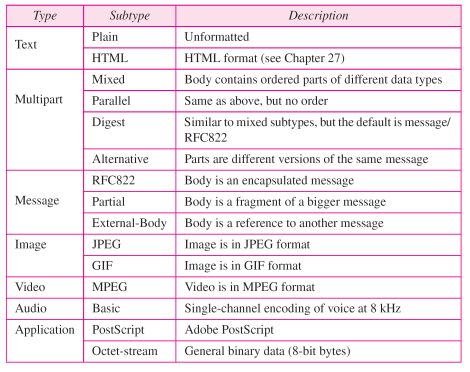 Type Subtype Description
Text Plain Unformatted
HTML HTML format (see Chapter 27)
Multipart Mixed Body contains ordered parts of different data types
Parallel Same as above, but no order
Digest Similar to mixed subtypes, but the default is message/
RFC822
Alternative Parts are different versions of the same message
Message RFC822 Body is an encapsulated message
Partial Body is a fragment of a bigger message
External-Body Body is a reference to another message
Image JPEG Image is in JPEG format
GIF Image is in GIF format
Video MPEG Video is in MPEG format
Audio Basic Single-channel encoding of voice at 8 kHz
Application PostScript Adobe PostScript
Octet-stream General binary data (8-bit bytes)